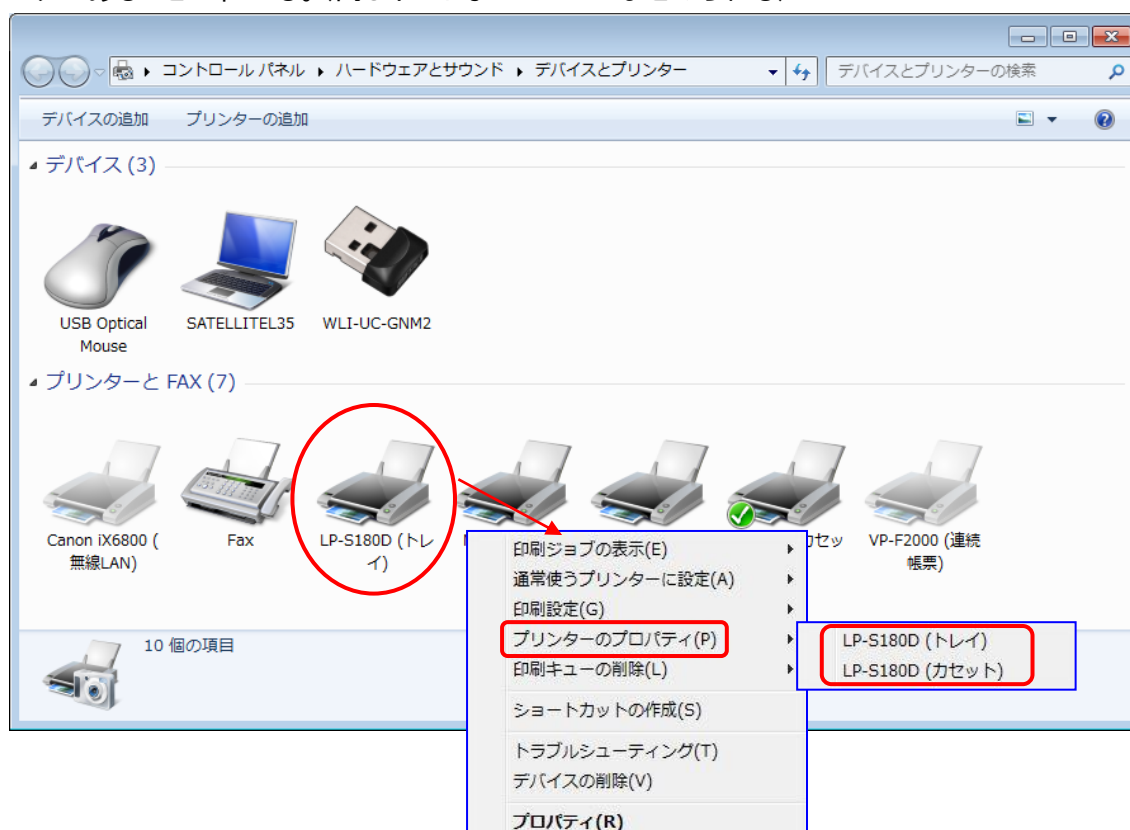 コントロール パネル ▸ ハードウェアとサウンド ▸ デバイスとプリンター
デバイスとプリンターの検索
デバイスの追加 プリンターの追加
デバイス (3)
USB Optical
Mouse
SATELLITEL35
WLI-UC-GNM2
プリンターと FAX (7)
Canon iX6800 (
無線LAN)
Fax
LP-S180D (トレ
イ)
VP-F2000 (連続
帳票)
印刷ジョブの表示(E)
通常使うプリンターに設定(A)
印刷設定(G)
プリンターのプロパティ(P)
印刷キューの削除(L)
ショートカットの作成(S)
トラブルシューティング(T)
デバイスの削除(V)
プロパティ(R)
LP-S180D (トレイ)
LP-S180D (カセット)
10 個の項目